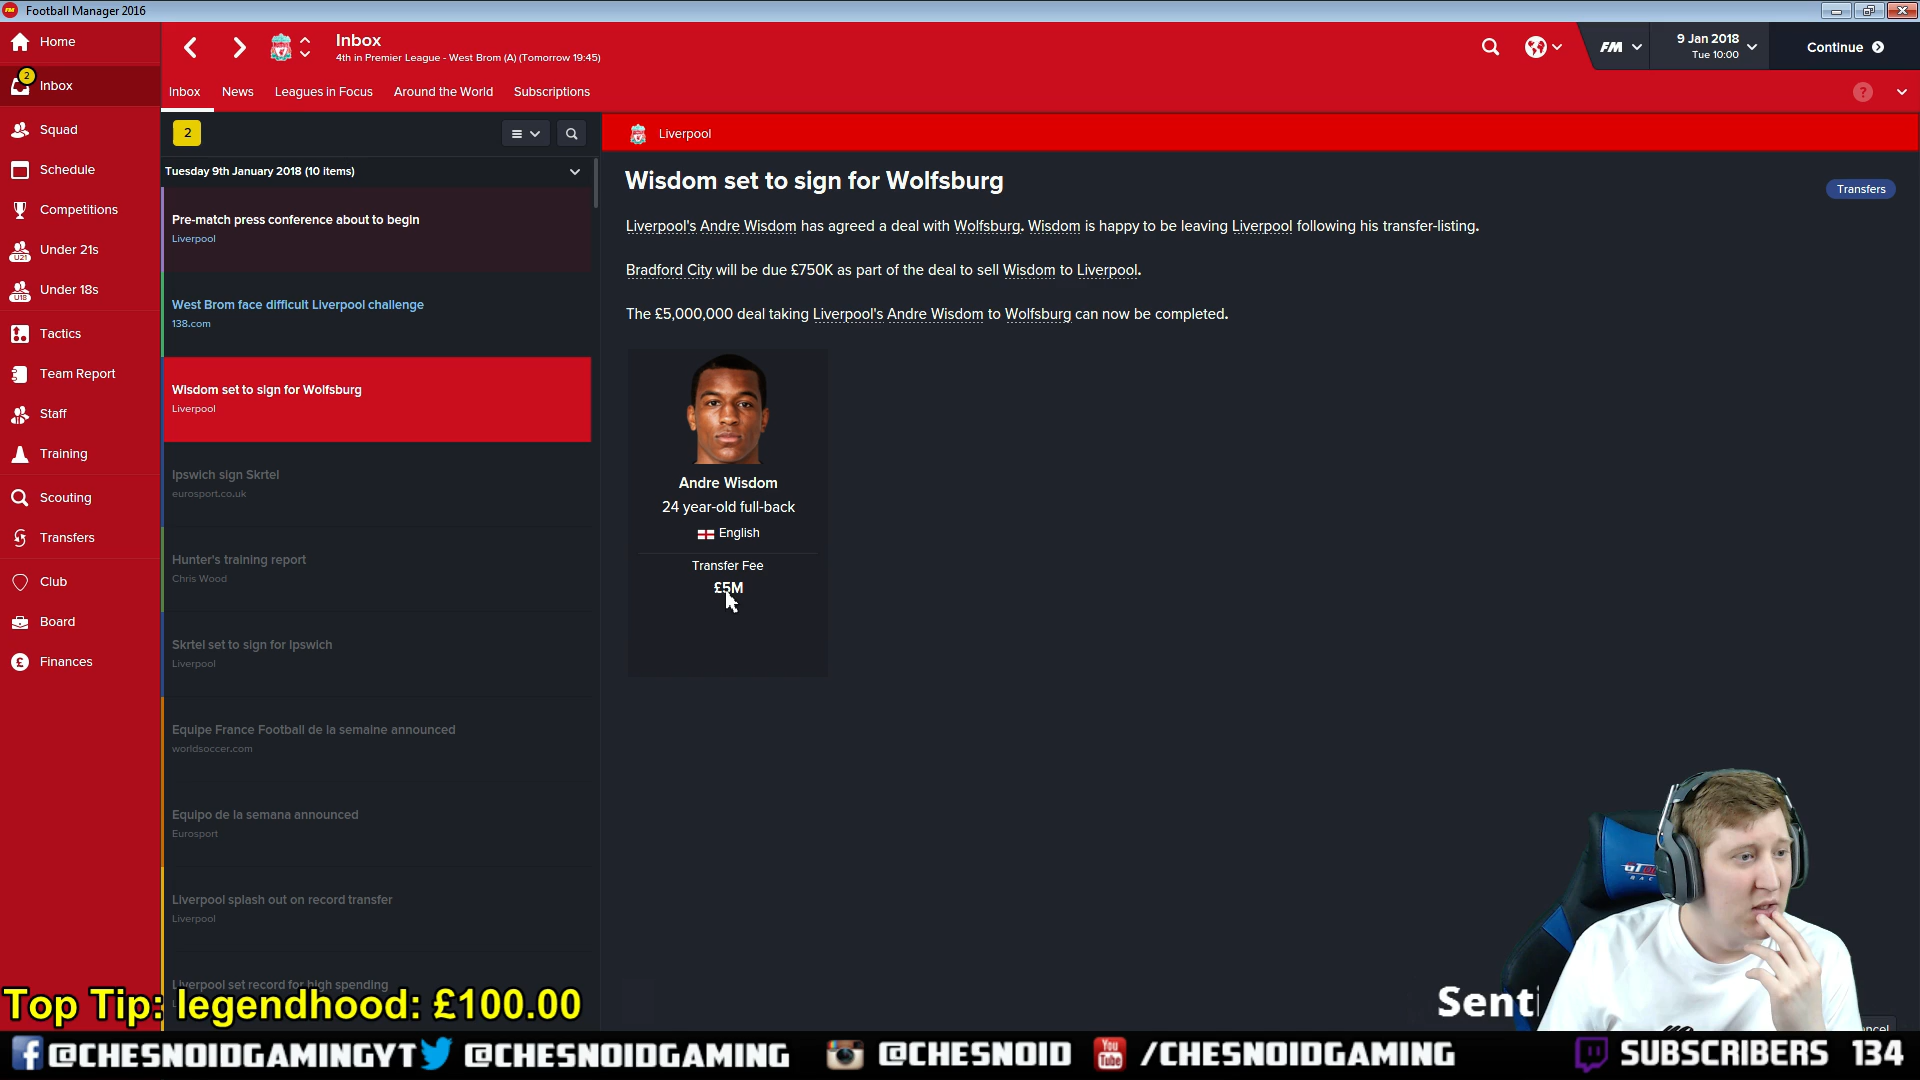 Football Manager 2016
Home
2
Inbox
Squad
Schedule
Competitions
Under 21s
Under 18s
Tactics
Team Report
Staff
Training
Scouting
Transfers
Club
Board
Finances
Inbox
4th in Premier League - West Brom (A) (Tomorrow 19:45)
FM
9 Jan 2018
Tue 10:00
Continue
Inbox News Leagues in Focus Around the World Subscriptions
?
2
Tuesday 9th January 2018 (10 items)
Pre-match press conference about to begin
Liverpool
West Brom face difficult Liverpool challenge
138.com
Wisdom set to sign for Wolfsburg
Liverpool
Ipswich sign Skrtel
eurosport.co.uk
Hunter's training report
Chris Wood
Skrtel set to sign for Ipswich
Liverpool
Equipe France Football de la semaine announced
worldsoccer.com
Equipo de la semana announced
Eurosport
Liverpool splash out on record transfer
Liverpool
Liverpool set record for high spending
Liverpool
Wisdom set to sign for Wolfsburg
Transfers
Liverpool's Andre Wisdom has agreed a deal with Wolfsburg. Wisdom is happy to be leaving Liverpool following his transfer-listing.
Bradford City will be due £750K as part of the deal to sell Wisdom to Liverpool.
The £5,000,000 deal taking Liverpool's Andre Wisdom to Wolfsburg can now be completed.
Andre Wisdom
24 year-old full-back
English
Transfer Fee
£5M
Top Tip: legendhood: £100.00
Senti
@CHESNOIDGAMINGYT @CHESNOIDGAMING @CHESNOID You Tube /CHESNOIDGAMING SUBSCRIBERS 134